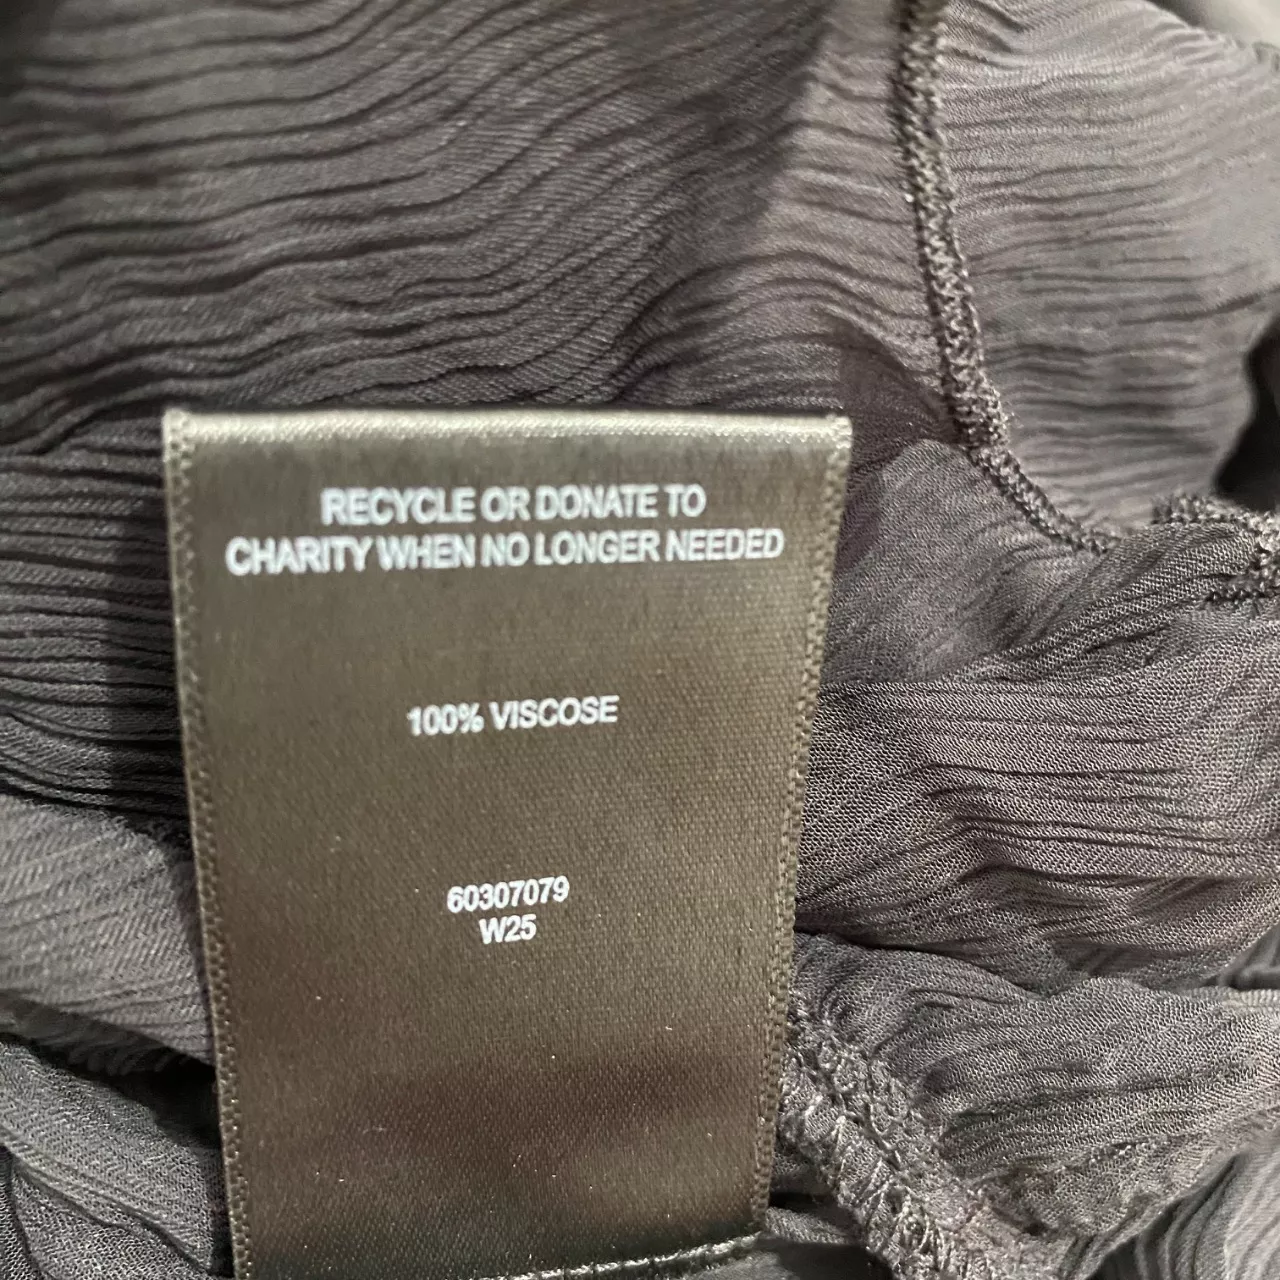 RECYCLE OR DONATE TO
CHARITY WHEN NO LONGER NEEDED
100% VISCOSE
60307079
W25